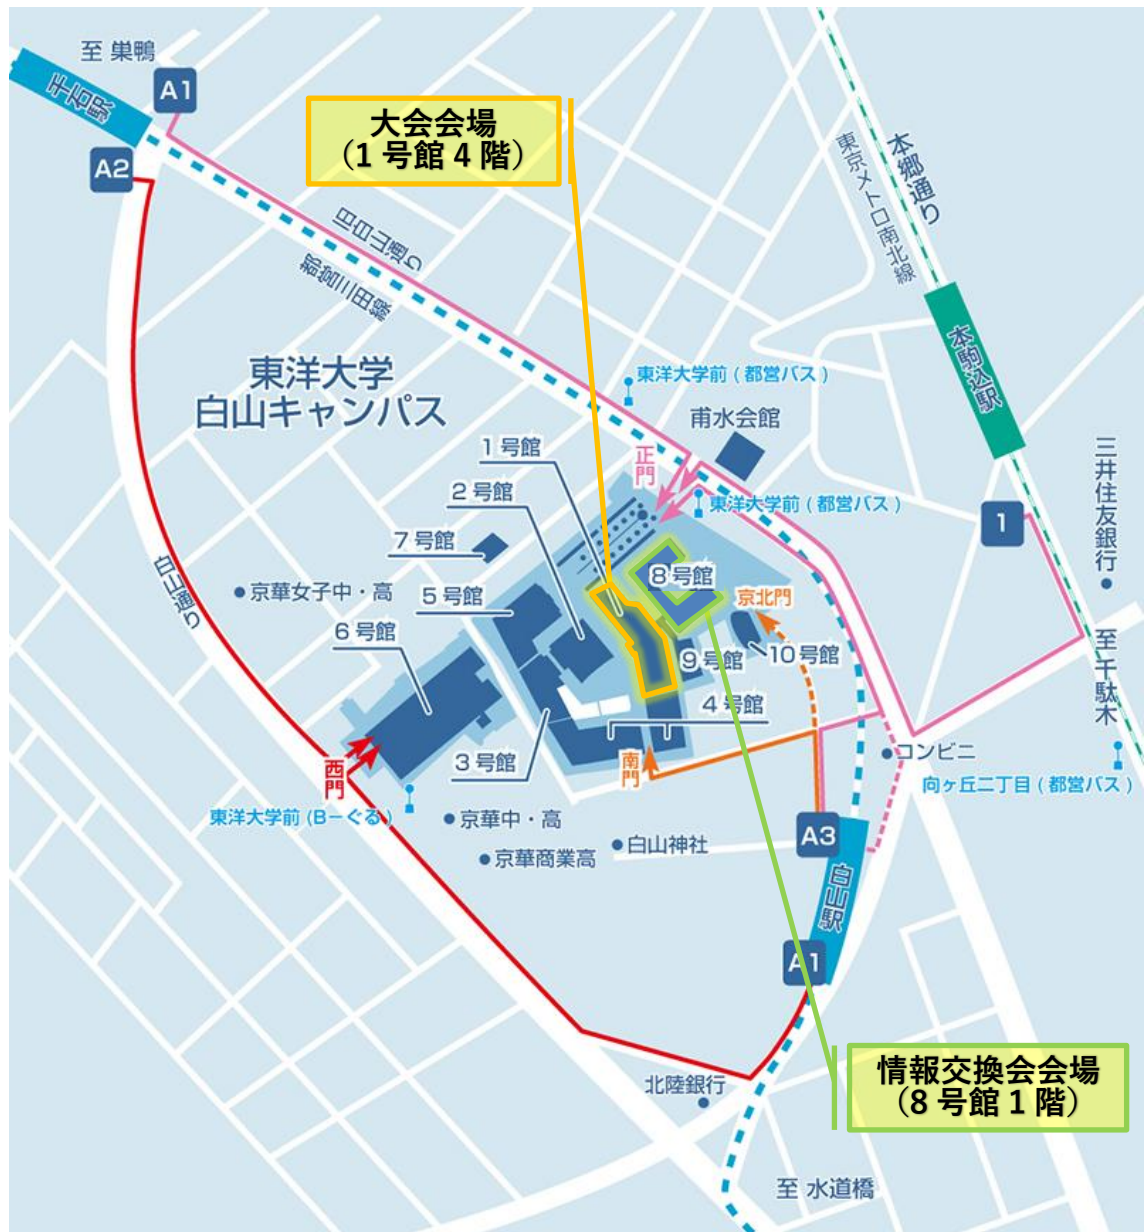 至 巣鴨
A1
千石駅
A2
大会会場
（1 号館 4 階）
本郷通り
東京メトロ南北線
旧白山通り
都営三田線
本駒込駅
東洋大学
白山キャンパス
東洋大学前 ( 都営バス )
甫水会館
正門
1 号館
2 号館
東洋大学前 ( 都営バス )
三井住友銀行
1
7 号館
8 号館
白山通り
京華女子中・高
5 号館
京北門
6 号館
9 号館
10 号館
至 千駄木
4 号館
3 号館
南門
西門
コンビニ
向ヶ丘二丁目 ( 都営バス )
東洋大学前 (B－ぐる )
京華中・高
A3
白山神社
京華商業高
白山駅
A1
情報交換会会場
（8 号館 1 階）
北陸銀行
至 水道橋